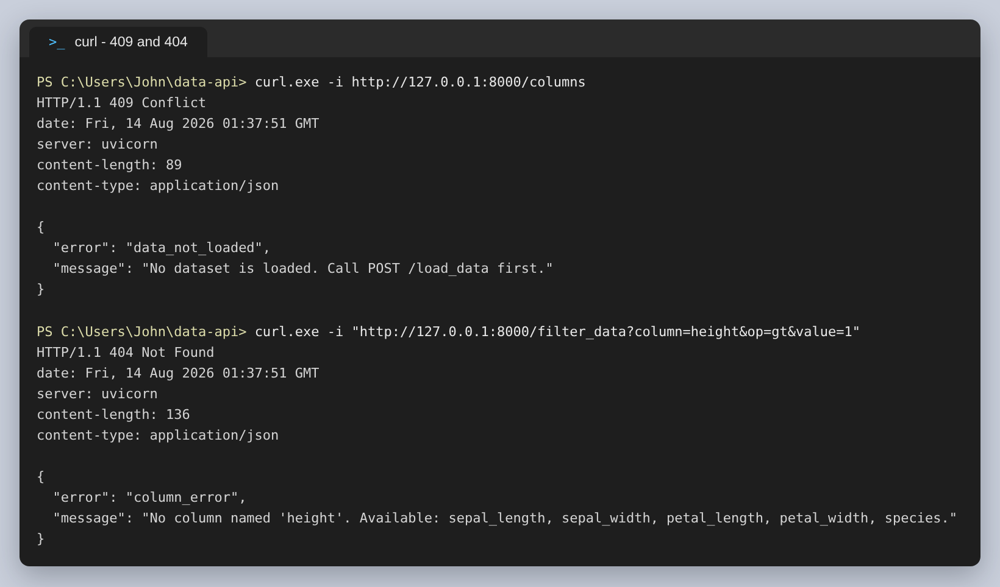 >_ curl - 409 and 404
PS C:\Users\John\data-api> curl.exe -i http://127.0.0.1:8000/columns
HTTP/1.1 409 Conflict
date: Fri, 14 Aug 2026 01:37:51 GMT
server: uvicorn
content-length: 89
content-type: application/json

{
  "error": "data_not_loaded",
  "message": "No dataset is loaded. Call POST /load_data first."
}

PS C:\Users\John\data-api> curl.exe -i "http://127.0.0.1:8000/filter_data?column=height&op=gt&value=1"
HTTP/1.1 404 Not Found
date: Fri, 14 Aug 2026 01:37:51 GMT
server: uvicorn
content-length: 136
content-type: application/json

{
  "error": "column_error",
  "message": "No column named 'height'. Available: sepal_length, sepal_width, petal_length, petal_width, species."
}